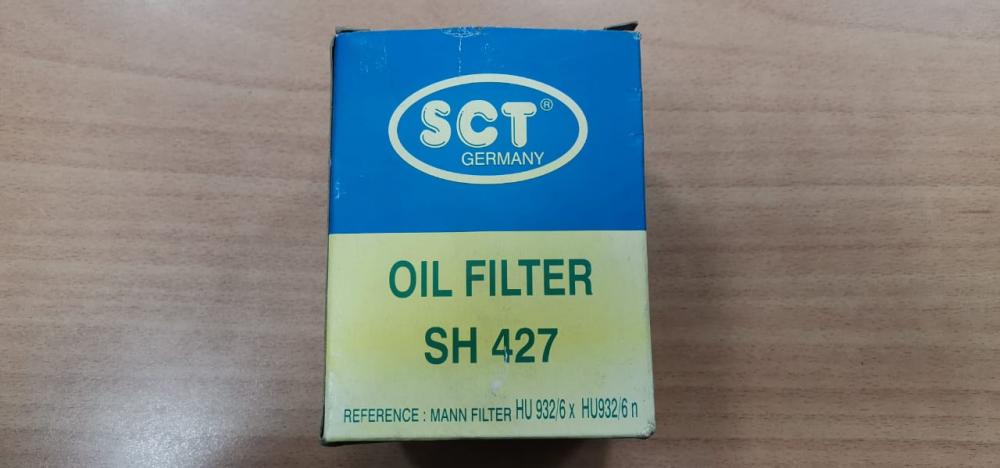 SCT®
GERMANY
OIL FILTER
SH 427
REFERENCE : MANN FILTER HU 932/6 x HU932/6 n